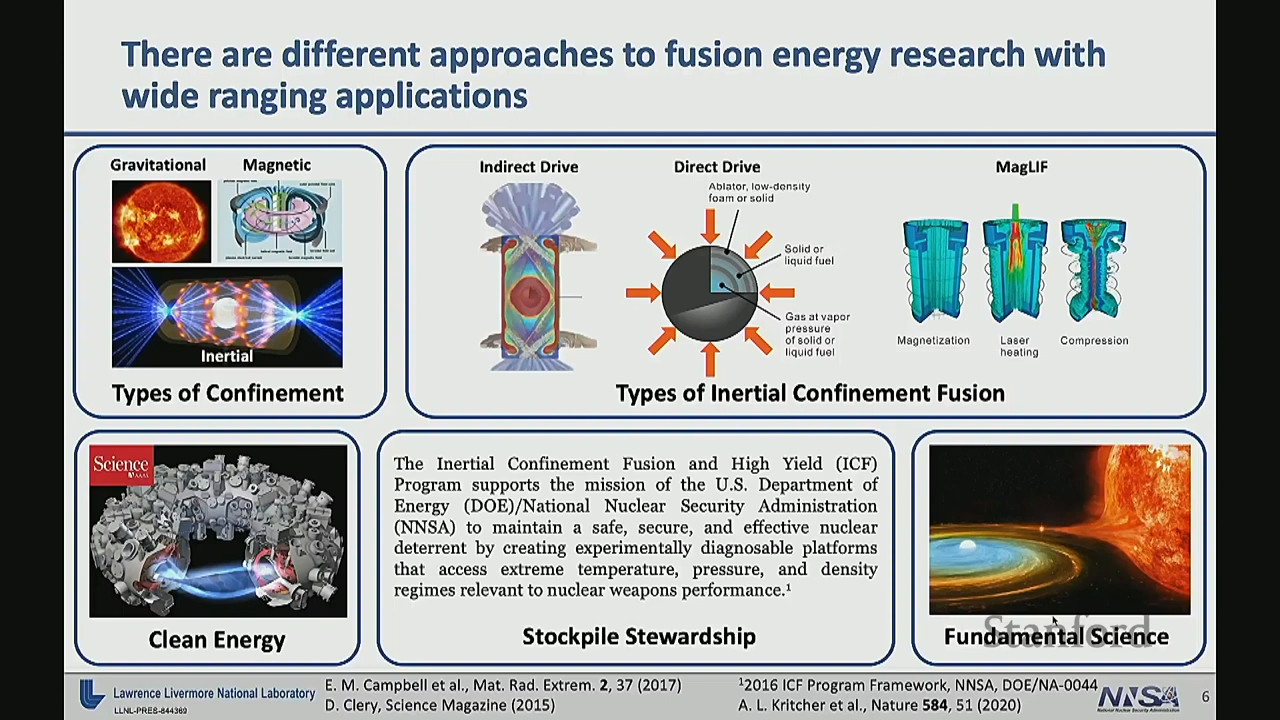 There are different approaches to fusion energy research with
wide ranging applications
Gravitational
Magnetic
Inertial
Types of Confinement
Indirect Drive
Direct Drive
MagLIF
Ablator, low-density
foam or solid
Solid or
liquid fuel
Gas at vapor
pressure
of solid or
liquid fuel
Magnetization
Laser
heating
Compression
Types of Inertial Confinement Fusion
Science
AAAS
Clean Energy
The Inertial Confinement Fusion and High Yield (ICF)
Program supports the mission of the U.S. Department of
Energy (DOE)/National Nuclear Security Administration
(NNSA) to maintain a safe, secure, and effective nuclear
deterrent by creating experimentally diagnosable platforms
that access extreme temperature, pressure, and density
regimes relevant to nuclear weapons performance.¹
Stockpile Stewardship
Stanford
Fundamental Science
Lawrence Livermore National Laboratory
LLNL-PRES-844369
E. M. Campbell et al., Mat. Rad. Extrem. 2, 37 (2017)
D. Clery, Science Magazine (2015)
¹2016 ICF Program Framework, NNSA, DOE/NA-0044
A. L. Kritcher et al., Nature 584, 51 (2020)
NNSA
National Nuclear Security Administration
6